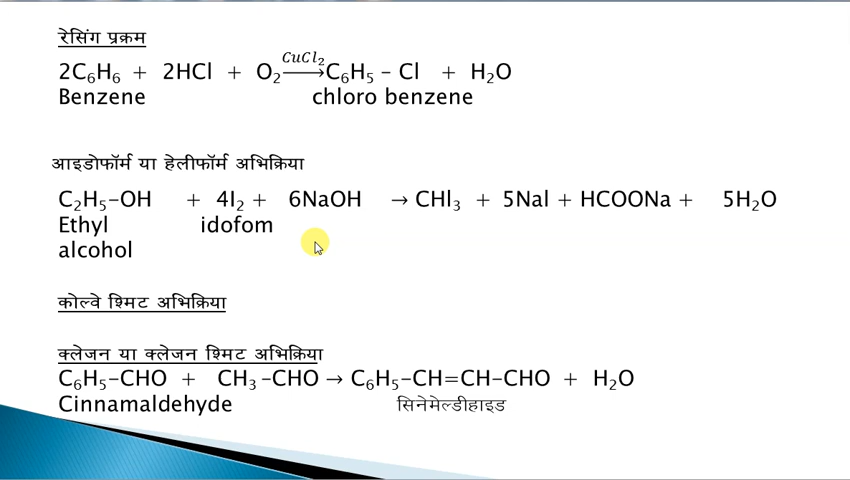 रेसिंग प्रक्रम
2C₆H₆ + 2HCl + O₂ \xrightarrow{CuCl₂} C₆H₅ – Cl + H₂O
Benzene chloro benzene
आइडोफॉर्म या हेलीफॉर्म अभिक्रिया
C₂H₅–OH + 4I₂ + 6NaOH → CHI₃ + 5NaI + HCOONa + 5H₂O
Ethyl idofom
alcohol
कोल्वे श्मिट अभिक्रिया
क्लेजन या क्लेजन श्मिट अभिक्रिया
C₆H₅–CHO + CH₃–CHO → C₆H₅–CH=CH–CHO + H₂O
Cinnamaldehyde सिनेमेल्डीहाइड